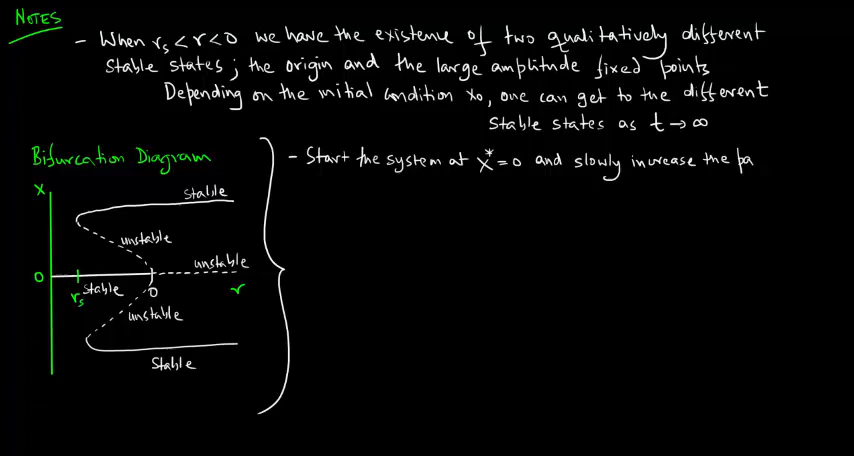 NOTES
- When rs < r < 0 we have the existence of two qualitatively different
stable states; the origin and the large amplitude fixed points
Depending on the initial condition x0, one can get to the different
stable states as t → ∞
Bifurcation Diagram
- Start the system at x* = 0 and slowly increase the pa
x
stable
unstable
unstable
0
rs
stable
0
r
unstable
Stable